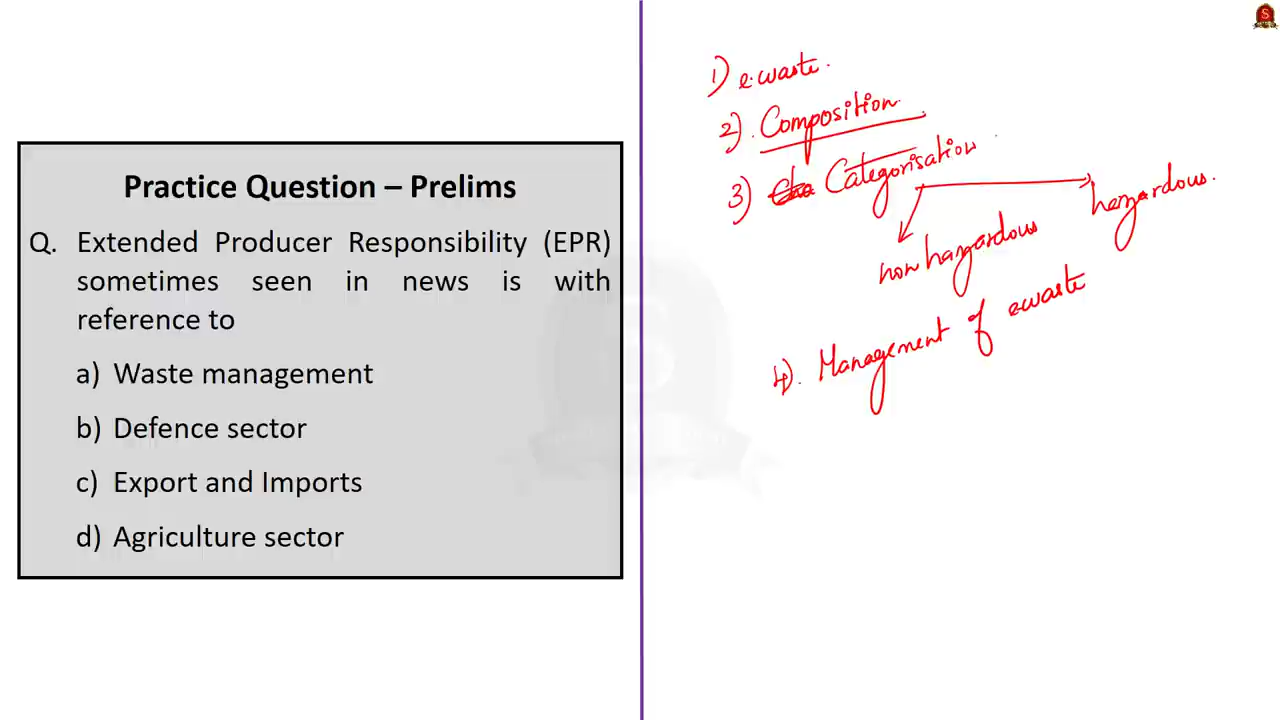 Practice Question – Prelims
Q. Extended Producer Responsibility (EPR)
sometimes seen in news is with
reference to
a) Waste management
b) Defence sector
c) Export and Imports
d) Agriculture sector
1) e-waste.
2). Composition.
3) Categorisation
non hazardous
hazardous.
4). Management of e-waste